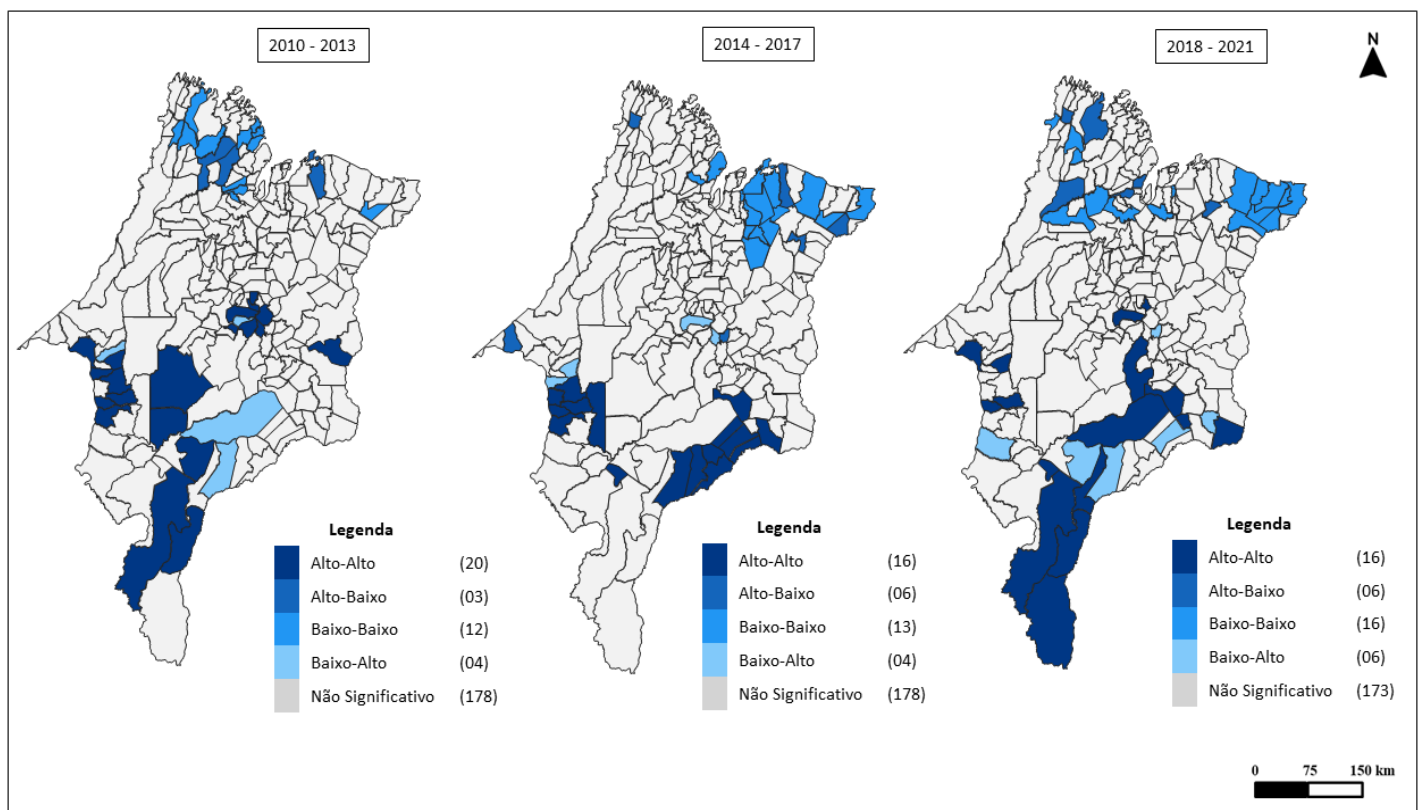 2010 - 2013
2014 - 2017
2018 - 2021
N
Legenda
Alto-Alto (20)
Alto-Baixo (03)
Baixo-Baixo (12)
Baixo-Alto (04)
Não Significativo (178)
Legenda
Alto-Alto (16)
Alto-Baixo (06)
Baixo-Baixo (13)
Baixo-Alto (04)
Não Significativo (178)
Legenda
Alto-Alto (16)
Alto-Baixo (06)
Baixo-Baixo (16)
Baixo-Alto (06)
Não Significativo (173)
0 75 150 km